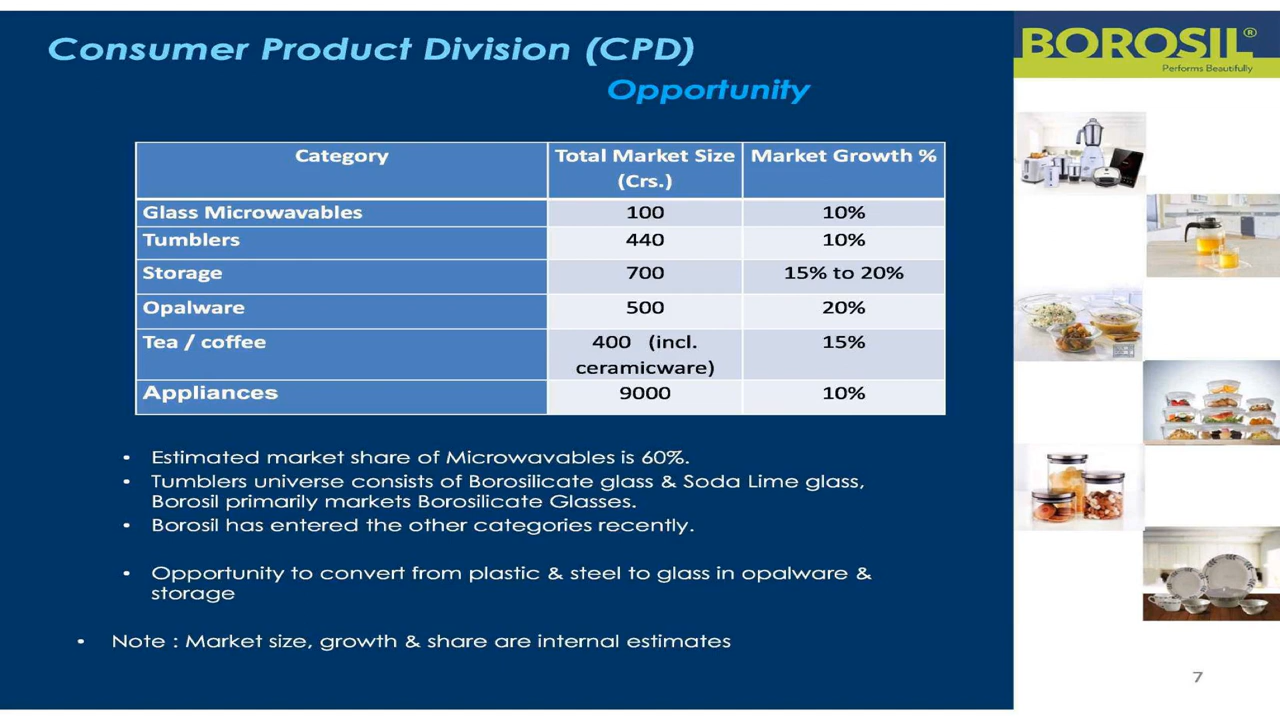 Consumer Product Division (CPD)
Opportunity
BOROSIL®
Performs Beautifully
Category Total Market Size (Crs.) Market Growth %
Glass Microwavables 100 10%
Tumblers 440 10%
Storage 700 15% to 20%
Opalware 500 20%
Tea / coffee 400 (incl. ceramicware) 15%
Appliances 9000 10%
• Estimated market share of Microwavables is 60%.
• Tumblers universe consists of Borosilicate glass & Soda Lime glass,
Borosil primarily markets Borosilicate Glasses.
• Borosil has entered the other categories recently.
• Opportunity to convert from plastic & steel to glass in opalware &
storage
• Note : Market size, growth & share are internal estimates
7